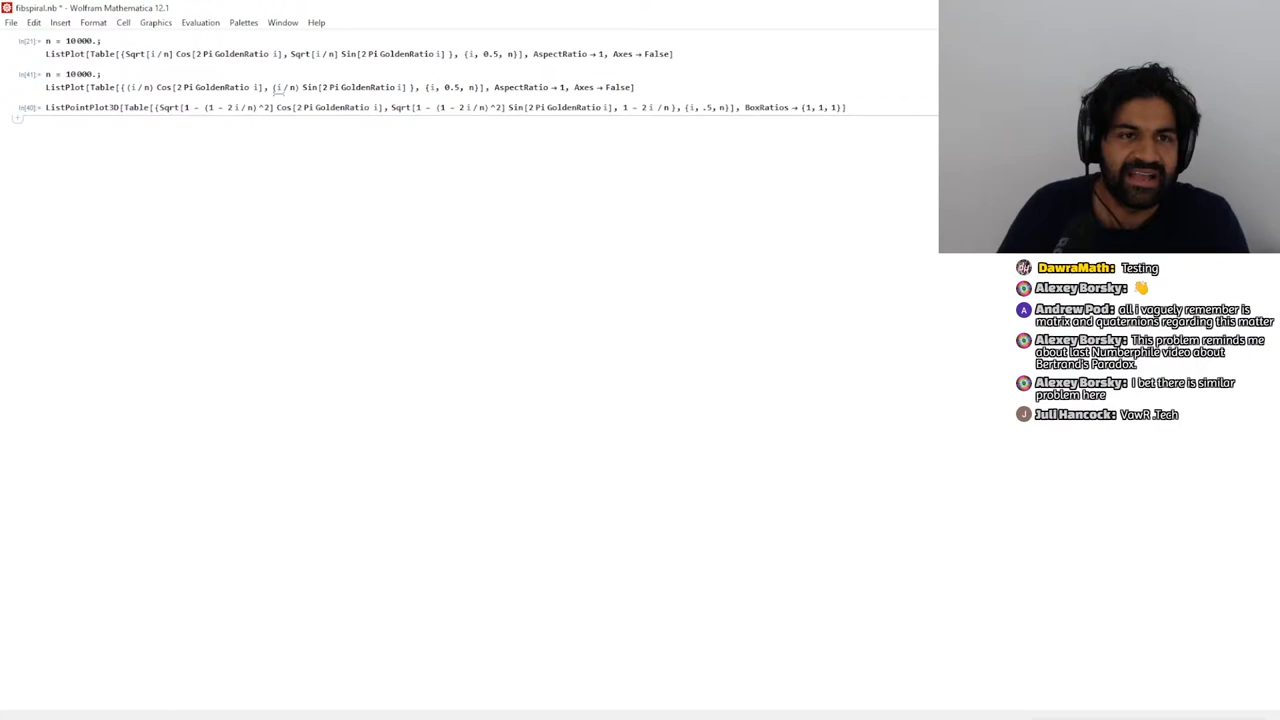 fibspiral.nb * - Wolfram Mathematica 12.1
File Edit Insert Format Cell Graphics Evaluation Palettes Window Help
In[21]:= n = 10000.;
ListPlot[Table[{Sqrt[i / n] Cos[2 Pi GoldenRatio i], Sqrt[i / n] Sin[2 Pi GoldenRatio i] }, {i, 0.5, n}], AspectRatio → 1, Axes → False]
In[41]:= n = 10000.;
ListPlot[Table[{(i / n) Cos[2 Pi GoldenRatio i], (i / n) Sin[2 Pi GoldenRatio i] }, {i, 0.5, n}], AspectRatio → 1, Axes → False]
In[40]:= ListPointPlot3D[Table[{Sqrt[1 - (1 - 2 i / n)^2] Cos[2 Pi GoldenRatio i], Sqrt[1 - (1 - 2 i / n)^2] Sin[2 Pi GoldenRatio i], 1 - 2 i / n }, {i, .5, n}], BoxRatios → {1, 1, 1}]
DawraMath: Testing
Alexey Borsky: 👋
Andrew Pod: all i vaguely remember is
matrix and quaternions regarding this matter
Alexey Borsky: This problem reminds me
about last Numberphile video about
Bertrand's Paradox.
Alexey Borsky: I bet there is similar
problem here
Juli Hancock: VawR .Tech